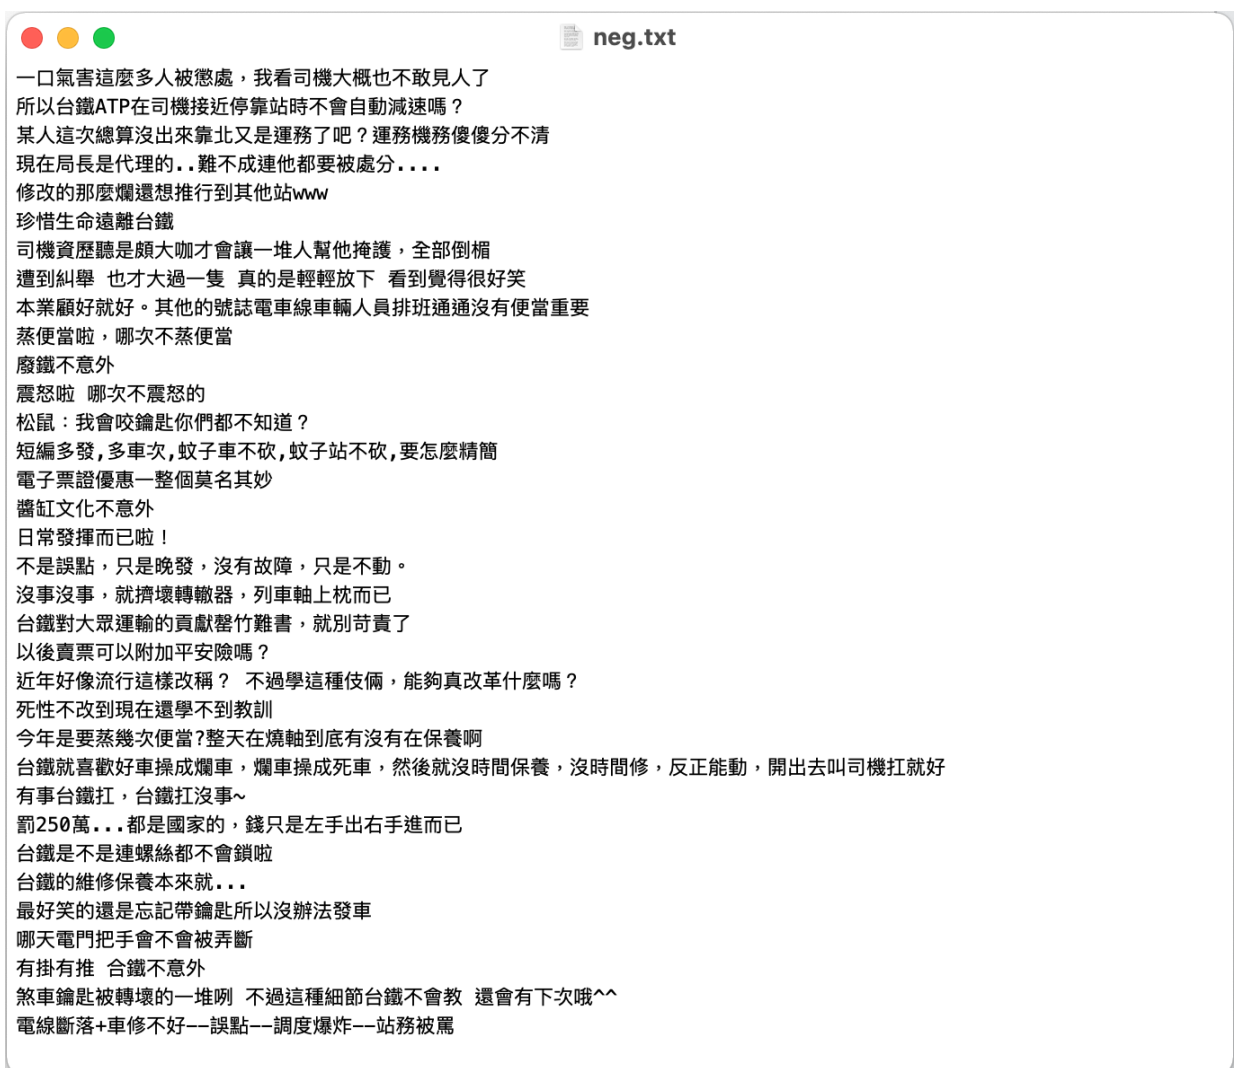 neg.txt
一口氣害這麼多人被懲處，我看司機大概也不敢見人了
所以台鐵ATP在司機接近停靠站時不會自動減速嗎？
某人這次總算沒出來靠北又是運務了吧？運務機務傻傻分不清
現在局長是代理的..難不成連他都要被處分....
修改的那麼爛還想推行到其他站www
珍惜生命遠離台鐵
司機資歷聽是頗大咖才會讓一堆人幫他掩護，全部倒楣
遭到糾舉 也才大過一隻 真的是輕輕放下 看到覺得很好笑
本業顧好就好。其他的號誌電車線車輛人員排班通通沒有便當重要
蒸便當啦，哪次不蒸便當
廢鐵不意外
震怒啦 哪次不震怒的
松鼠：我會咬鑰匙你們都不知道？
短編多發,多車次,蚊子車不砍,蚊子站不砍,要怎麼精簡
電子票證優惠一整個莫名其妙
醬缸文化不意外
日常發揮而已啦！
不是誤點，只是晚發，沒有故障，只是不動。
沒事沒事，就擠壞轉轍器，列車軸上枕而已
台鐵對大眾運輸的貢獻罄竹難書，就別苛責了
以後賣票可以附加平安險嗎？
近年好像流行這樣改稱？ 不過學這種伎倆，能夠真改革什麼嗎？
死性不改到現在還學不到教訓
今年是要蒸幾次便當?整天在燒軸到底有沒有在保養啊
台鐵就喜歡好車操成爛車，爛車操成死車，然後就沒時間保養，沒時間修，反正能動，開出去叫司機扛就好
有事台鐵扛，台鐵扛沒事~
罰250萬...都是國家的，錢只是左手出右手進而已
台鐵是不是連螺絲都不會鎖啦
台鐵的維修保養本來就...
最好笑的還是忘記帶鑰匙所以沒辦法發車
哪天電門把手會不會被弄斷
有掛有推 合鐵不意外
煞車鑰匙被轉壞的一堆咧 不過這種細節台鐵不會教 還會有下次哦^^
電線斷落+車修不好--誤點--調度爆炸--站務被罵